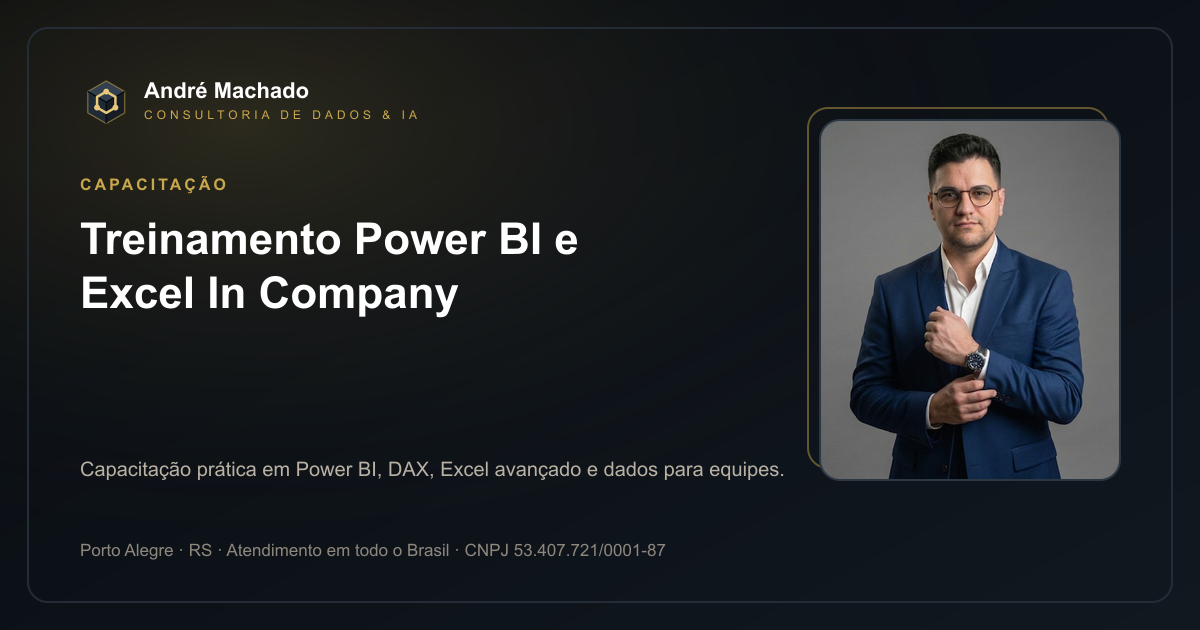 André Machado
CONSULTORIA DE DADOS & IA
CAPACITAÇÃO
Treinamento Power BI e
Excel In Company
Capacitação prática em Power BI, DAX, Excel avançado e dados para equipes.
Porto Alegre · RS · Atendimento em todo o Brasil · CNPJ 53.407.721/0001-87